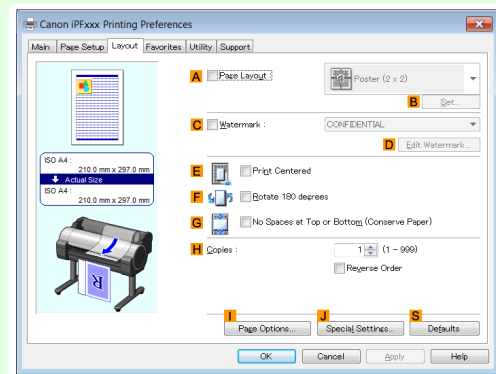 Canon iPFxxx Printing Preferences
Main Page Setup Layout Favorites Utility Support
A Page Layout : Poster (2 x 2)
B Set...
C Watermark : CONFIDENTIAL
D Edit Watermark...
ISO A4 :
210.0 mm x 297.0 mm
Actual Size
ISO A4 :
210.0 mm x 297.0 mm
E Print Centered
F Rotate 180 degrees
G No Spaces at Top or Bottom (Conserve Paper)
H Copies : 1 (1 - 999)
Reverse Order
I J S
Page Options... Special Settings... Defaults
OK Cancel Apply Help
R